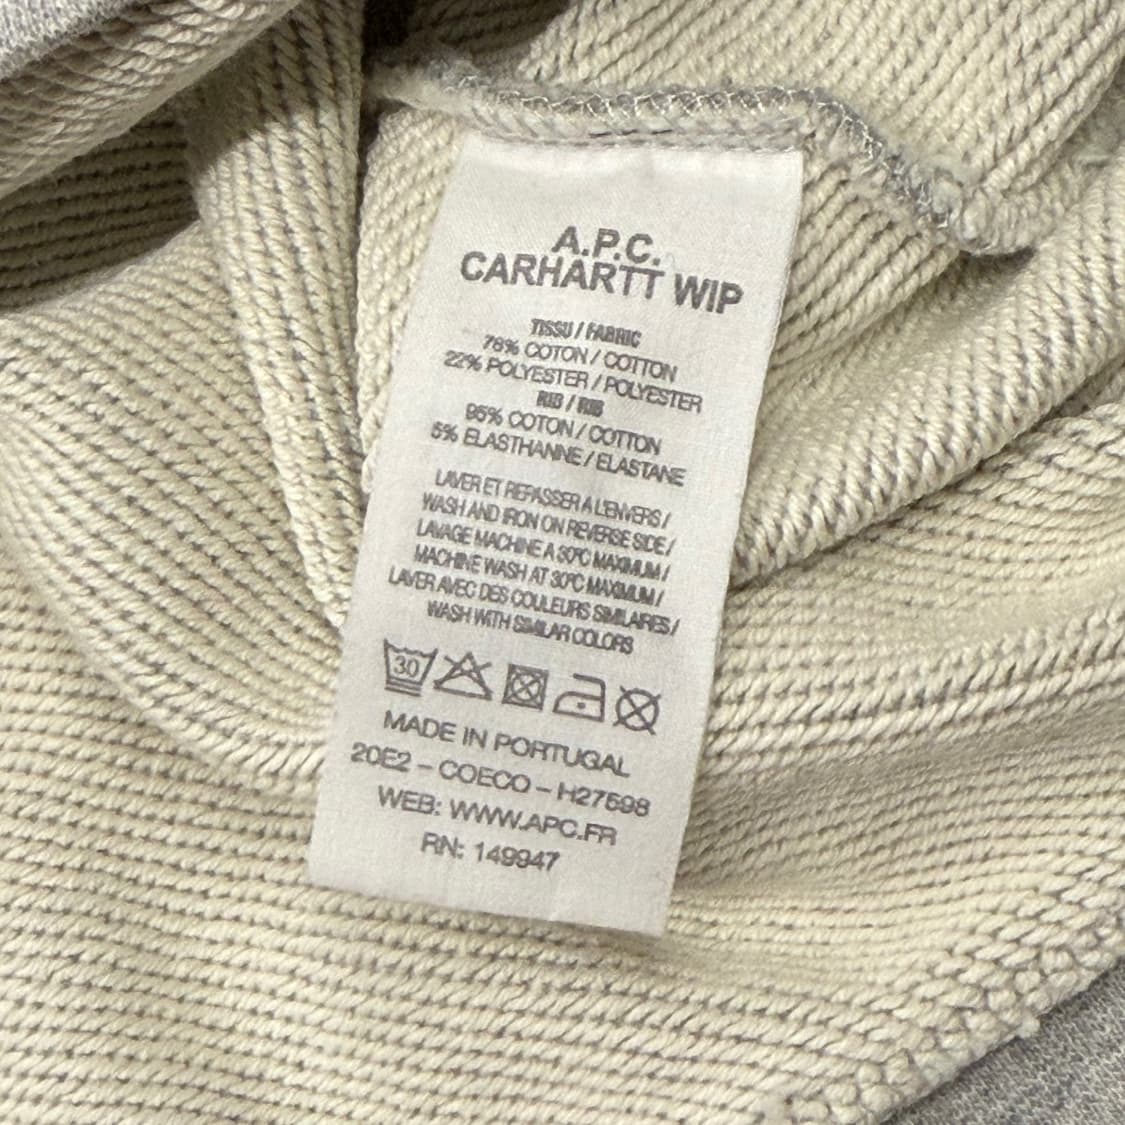 A.P.C.
CARHARTT WIP
TISSU / FABRIC
78% COTON / COTTON
22% POLYESTER / POLYESTER
RIB / RIB
95% COTON / COTTON
5% ELASTHANNE / ELASTANE
LAVER ET REPASSER A L'ENVERS /
WASH AND IRON ON REVERSE SIDE /
LAVAGE MACHINE A 30°C MAXIMUM /
MACHINE WASH AT 30°C MAXIMUM /
LAVER AVEC DES COULEURS SIMILAIRES /
WASH WITH SIMILAR COLORS
30
MADE IN PORTUGAL
20E2 - COECO - H27598
WEB: WWW.APC.FR
RN: 149947